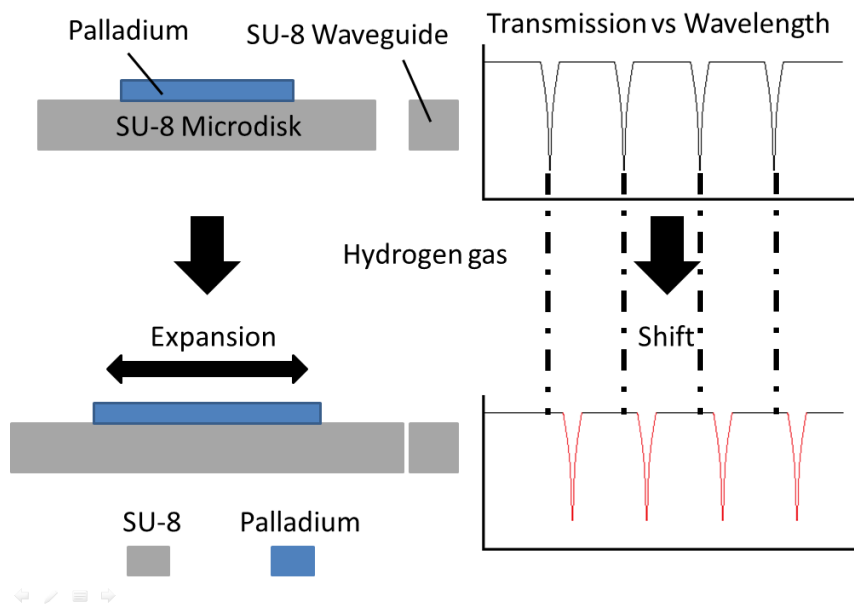 Palladium
SU-8 Waveguide
Transmission vs Wavelength
SU-8 Microdisk
Hydrogen gas
Expansion
Shift
SU-8
Palladium